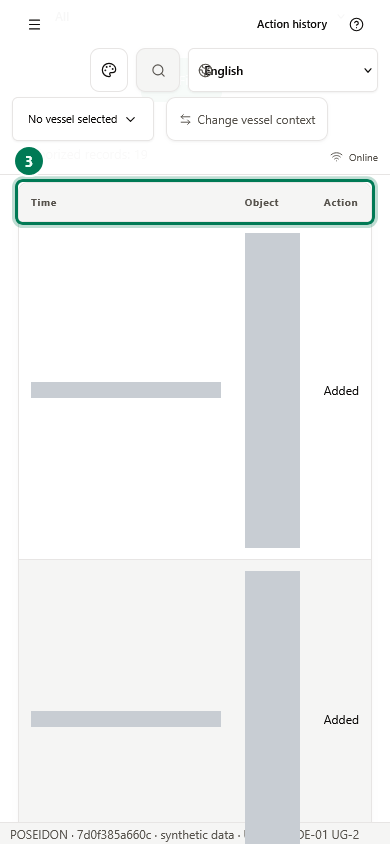 Action history
English
No vessel selected
Change vessel context
Online
3
Time Object Action
Added
Added
POSEIDON · 7d0f385a660c · synthetic data · DE-01 UG-2